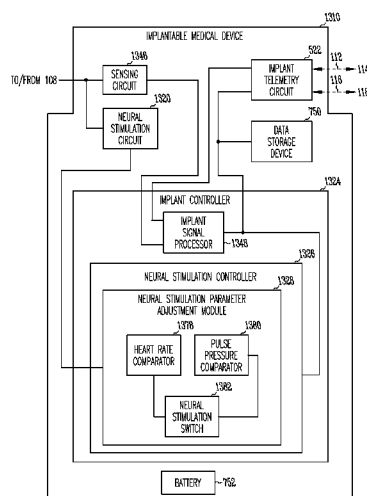 1310
IMPLANTABLE MEDICAL DEVICE
1346
SENSING
CIRCUIT
TO/FROM 108
1320
NEURAL
STIMULATION
CIRCUIT
522
IMPLANT
TELEMETRY
CIRCUIT
112
114
118
116
750
DATA
STORAGE
DEVICE
1324
IMPLANT CONTROLLER
IMPLANT
SIGNAL
PROCESSOR
1348
1326
NEURAL STIMULATION CONTROLLER
1328
NEURAL STIMULATION PARAMETER
ADJUSTMENT MODULE
1378
HEART RATE
COMPARATOR
1380
PULSE
PRESSURE
COMPARATOR
1382
NEURAL
STIMULATION
SWITCH
BATTERY
752